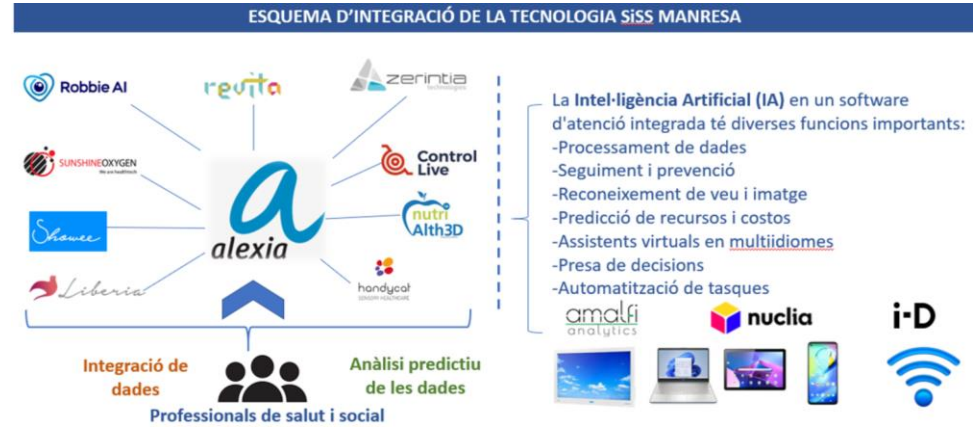 ESQUEMA D'INTEGRACIÓ DE LA TECNOLOGIA SiSS MANRESA
Robbie AI
revita
zerintia
technologies
SUNSHINEOXYGEN
We are healthtech
Control
Live
Showee
nutri
Alth3D
alexia
Liberia
handycat
SENSORY HEALTHCARE
Integració de
dades
Anàlisi predictiu
de les dades
Professionals de salut i social
La Intel·ligència Artificial (IA) en un software
d'atenció integrada té diverses funcions importants:
-Processament de dades
-Seguiment i prevenció
-Reconeixement de veu i imatge
-Predicció de recursos i costos
-Assistents virtuals en multiidiomes
-Presa de decisions
-Automatització de tasques
amalfi
analytics
nuclia
i-D